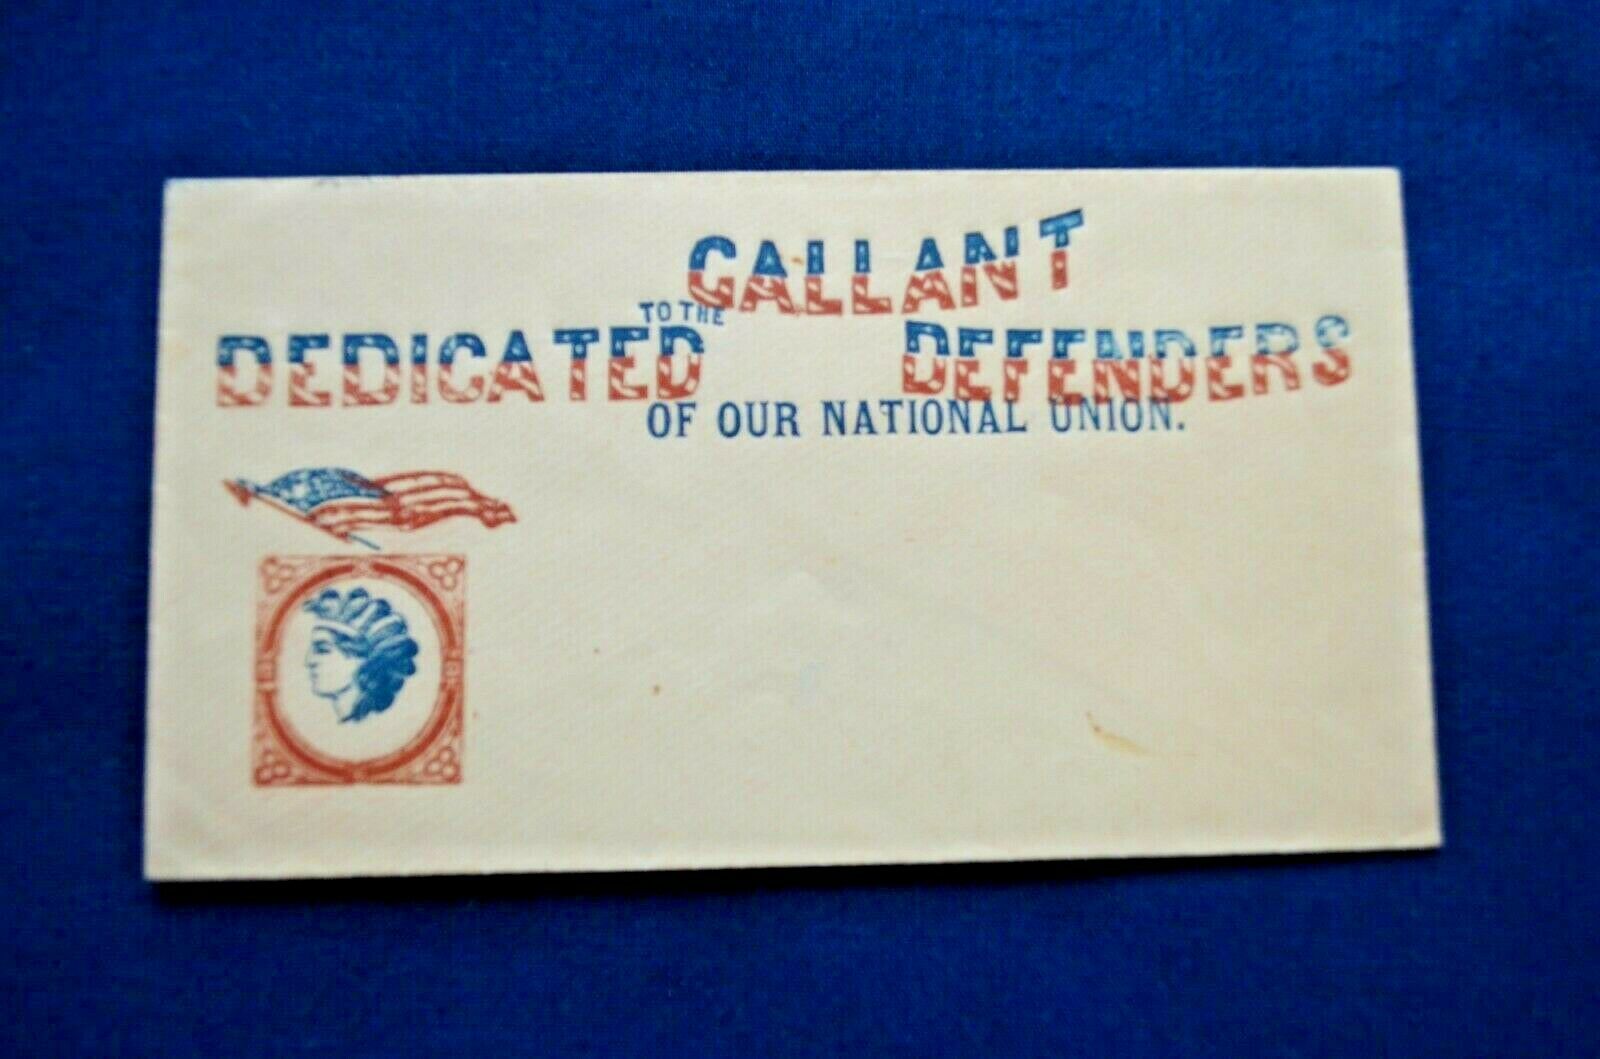 GALLANT
TO THE
DEDICATED DEFENDERS
OF OUR NATIONAL UNION.